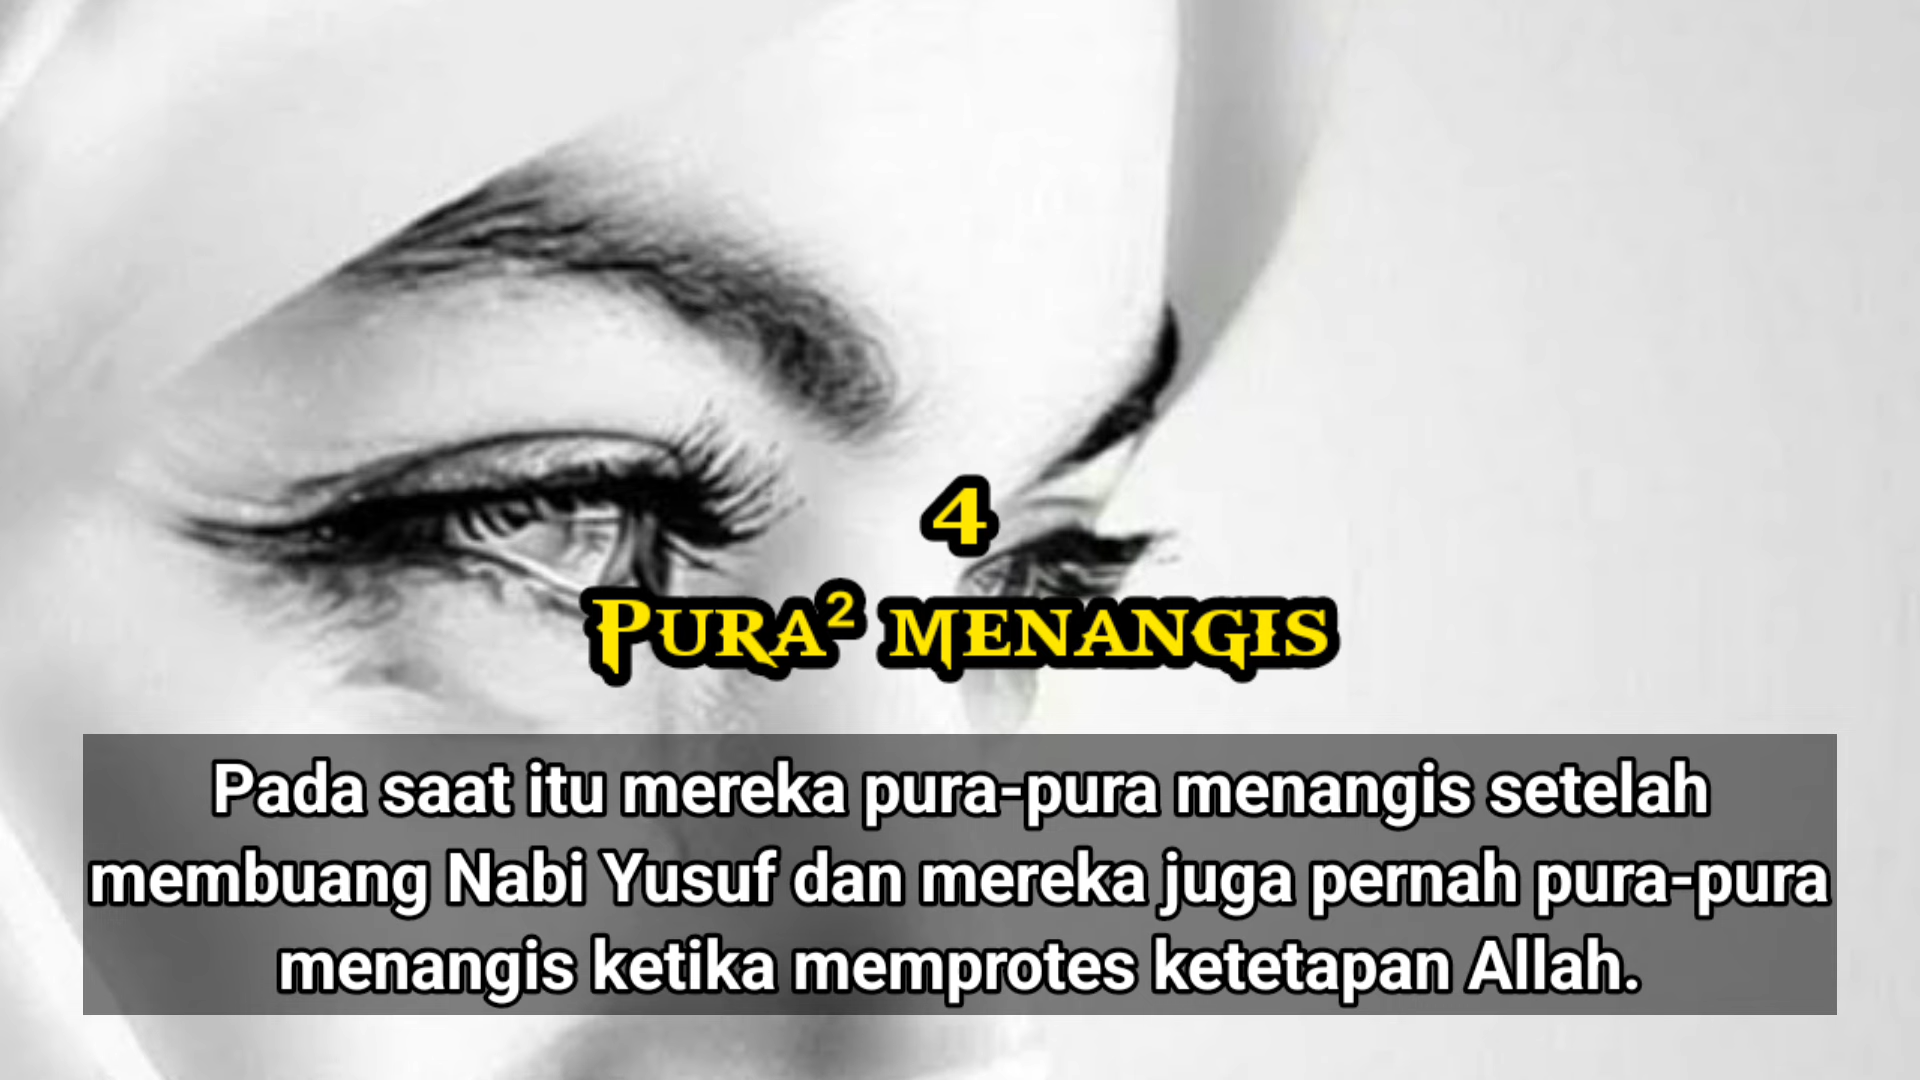 4
Pura² menangis
Pada saat itu mereka pura-pura menangis setelah
membuang Nabi Yusuf dan mereka juga pernah pura-pura
menangis ketika memprotes ketetapan Allah.